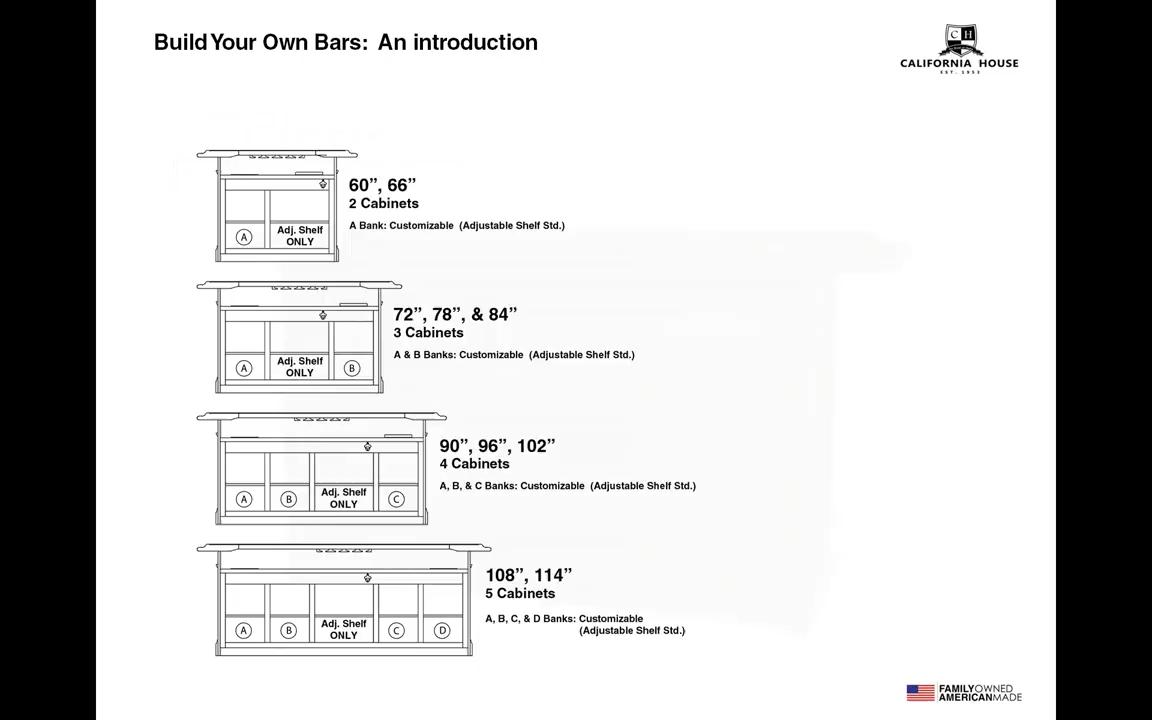 Build Your Own Bars:  An introduction
C H
CALIFORNIA HOUSE
EST. 1953
60”, 66”
2 Cabinets
A Bank: Customizable  (Adjustable Shelf Std.)
A
Adj. Shelf
ONLY
72”, 78”, & 84”
3 Cabinets
A & B Banks: Customizable  (Adjustable Shelf Std.)
A
Adj. Shelf
ONLY
B
90”, 96”, 102”
4 Cabinets
A, B, & C Banks: Customizable  (Adjustable Shelf Std.)
A
B
Adj. Shelf
ONLY
C
108”, 114”
5 Cabinets
A, B, C, & D Banks: Customizable
(Adjustable Shelf Std.)
A
B
Adj. Shelf
ONLY
C
D
FAMILYOWNED
AMERICANMADE